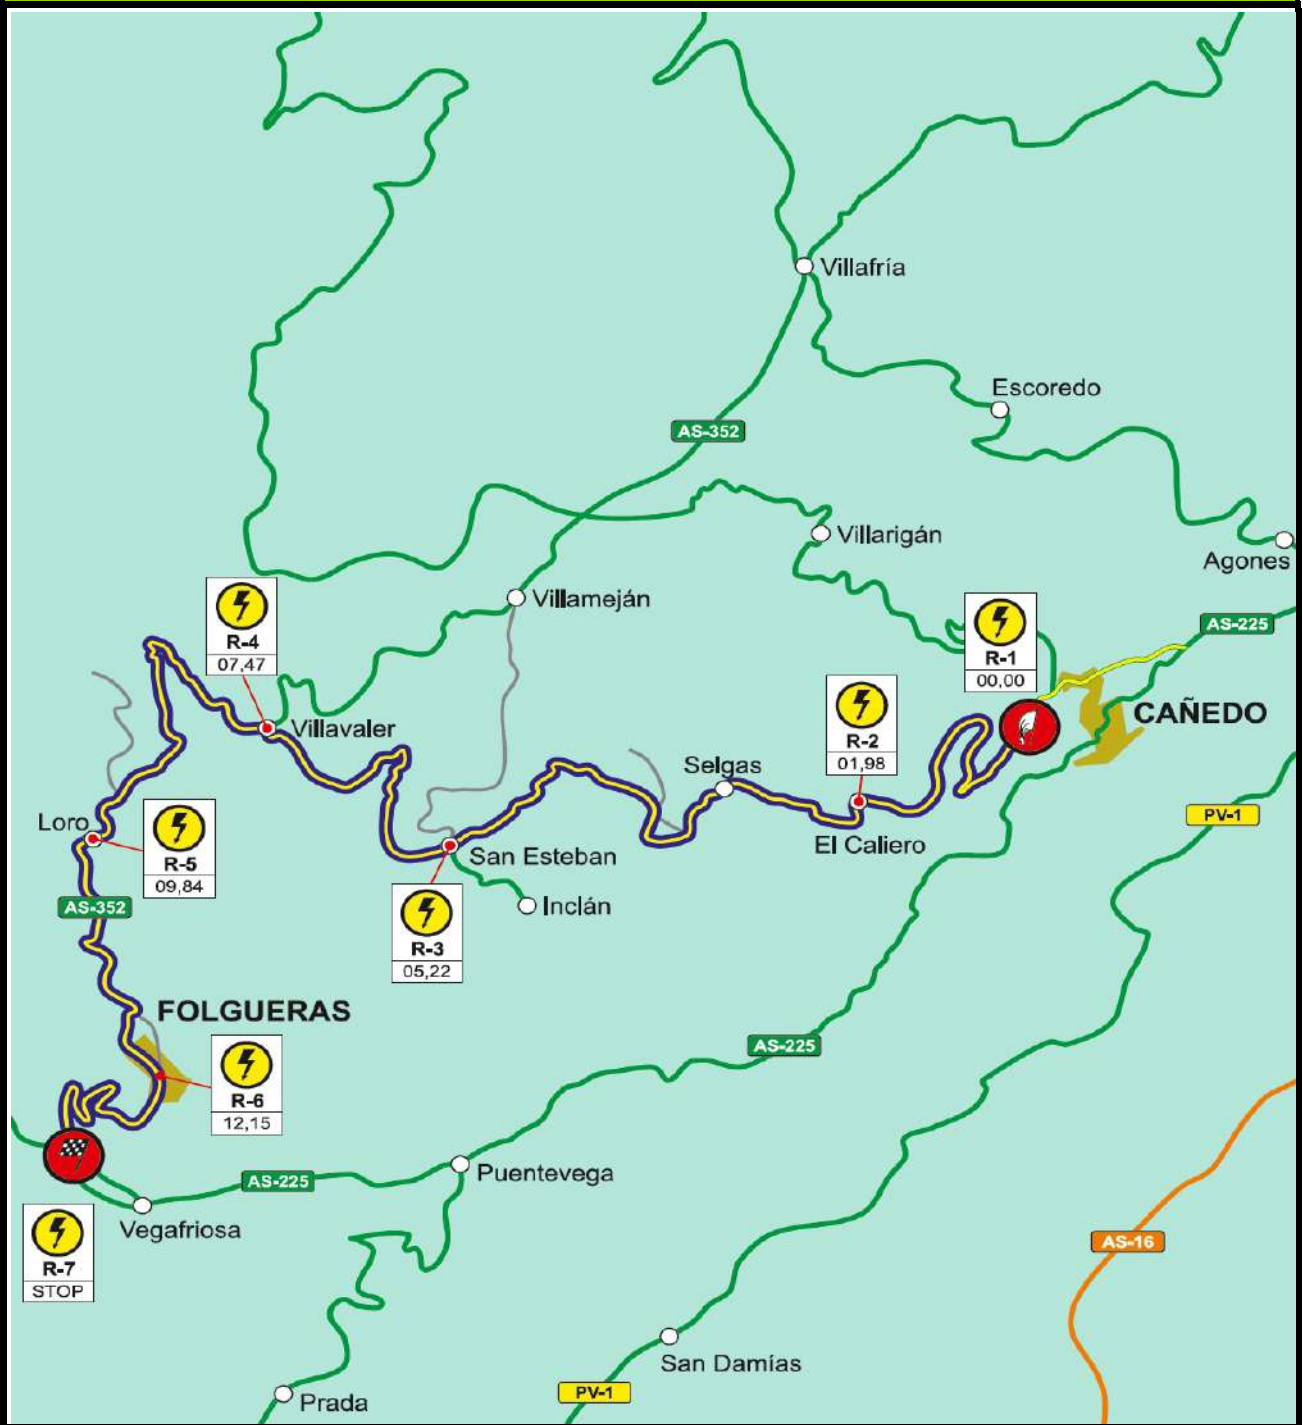 Villafría
Escoredo
AS-352
Villarigán
Agones
Villameján
R-4
07,47
R-1
00,00
AS-225
Villavaler
R-2
01,98
CAÑEDO
Selgas
Loro
R-5
09,84
PV-1
El Caliero
San Esteban
AS-352
Inclán
R-3
05,22
FOLGUERAS
AS-225
R-6
12,15
AS-225
Puentevega
Vegafriosa
R-7
STOP
AS-16
San Damías
PV-1
Prada